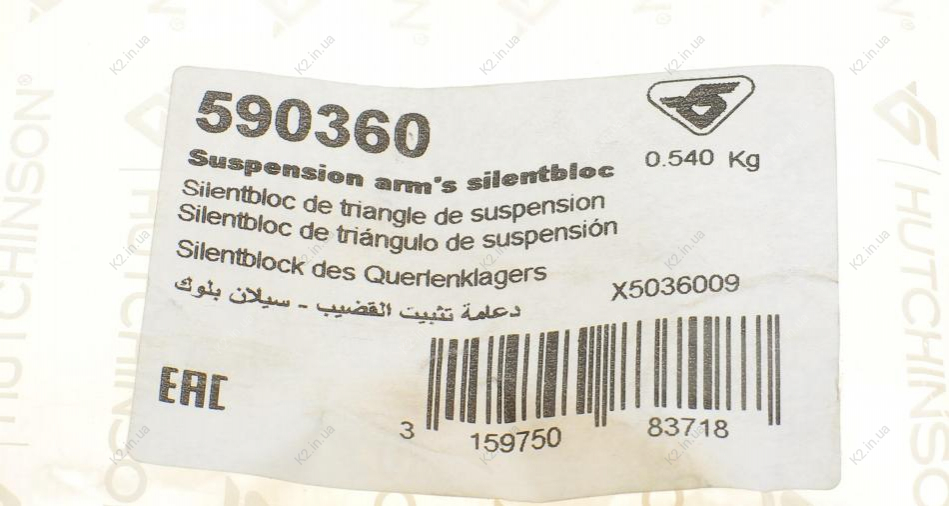 590360
0.540 Kg
Suspension arm's silentbloc
Silentbloc de triangle de suspension
Silentbloc de triángulo de suspensión
Silentblock des Querlenklagers
X5036009
دعامة تثبيت القضيب - سيلان بلوك
EAC
3 159750 83718
HUTCHINSON®
HUTCHINSON
HUTCHINSON
K2.in.ua